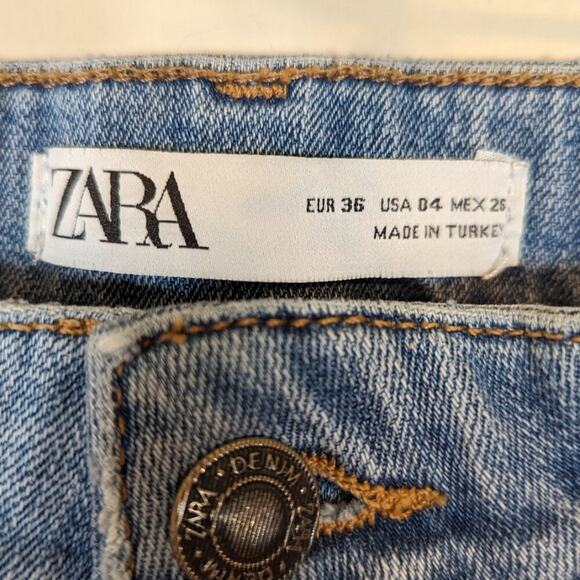 ZARA
EUR 36 USA 04 MEX 26
MADE IN TURKEY
ZARA · DENIM ·